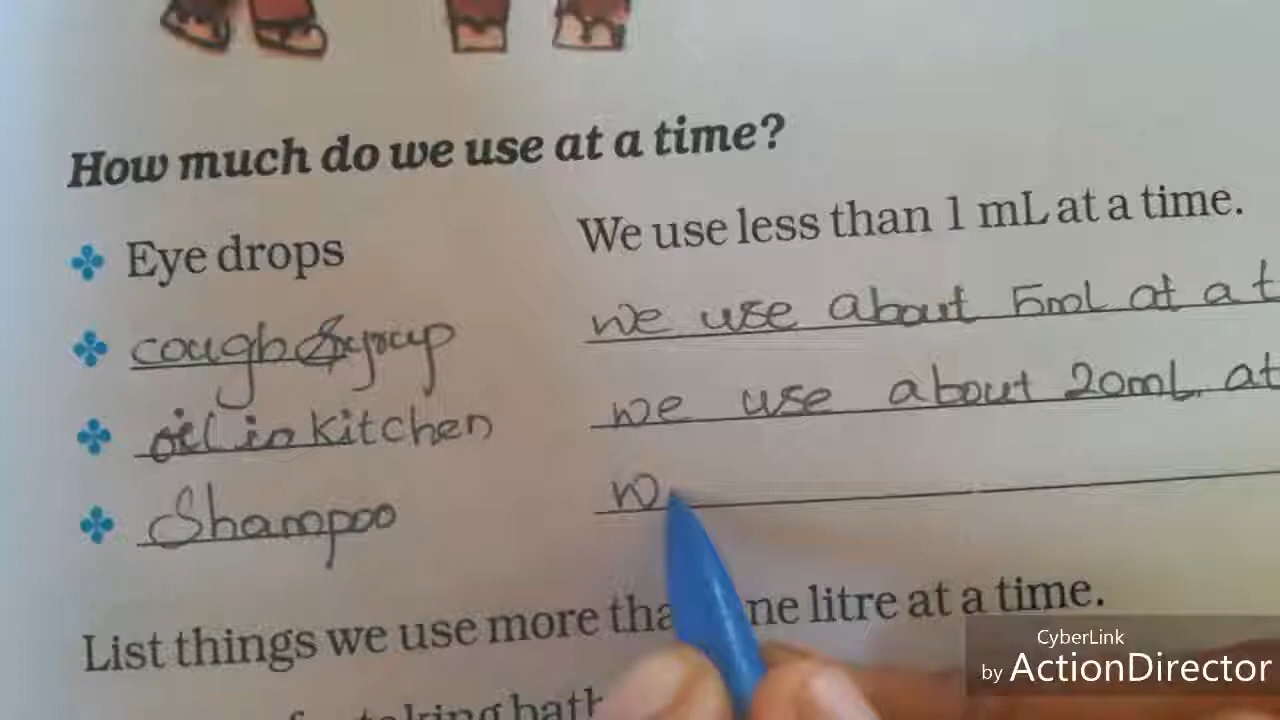 How much do we use at a time?
Eye drops We use less than 1 mL at a time.
cough Syrup we use about 5mL at a t
oil in kitchen we use about 20mL at
Shampoo w
List things we use more tha ne litre at a time.
taking bath
CyberLink
by ActionDirector